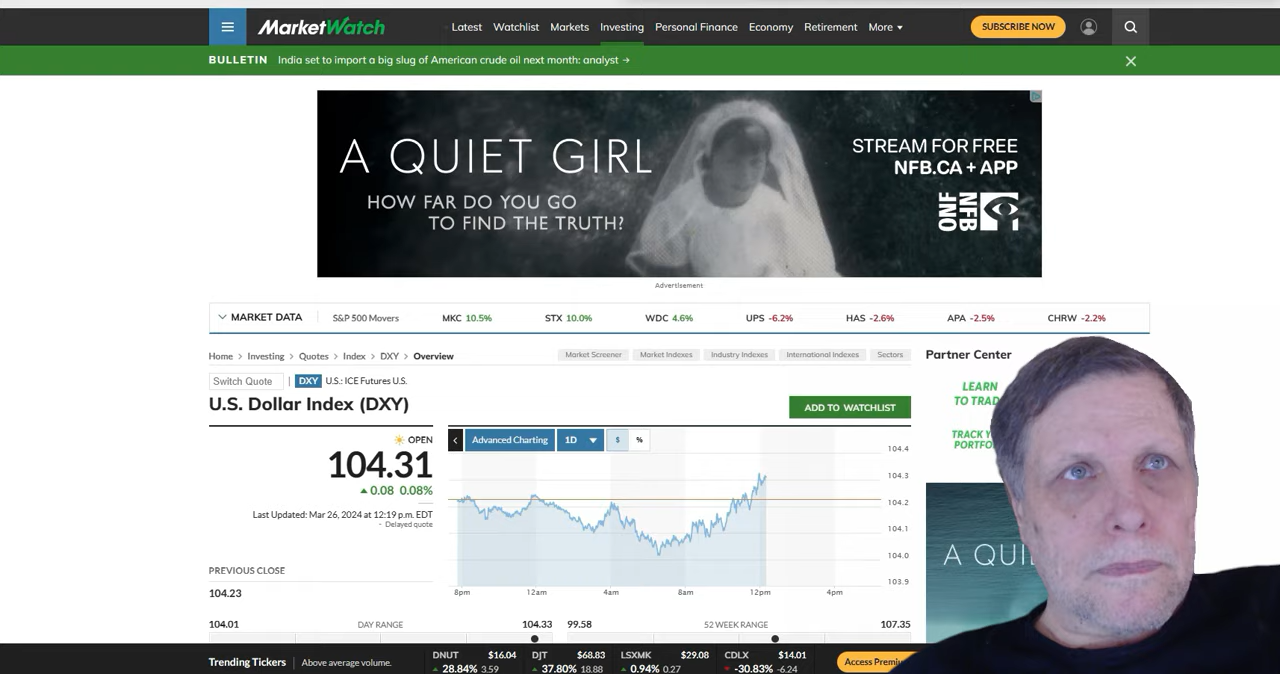 MarketWatch
Latest Watchlist Markets Investing Personal Finance Economy Retirement More
SUBSCRIBE NOW
BULLETIN India set to import a big slug of American crude oil next month: analyst →
A QUIET GIRL
HOW FAR DO YOU GO
TO FIND THE TRUTH?
STREAM FOR FREE
NFB.CA + APP
ONF
NFB
Advertisement
MARKET DATA S&P 500 Movers MKC 10.5% STX 10.0% WDC 4.6% UPS -6.2% HAS -2.6% APA -2.5% CHRW -2.2%
Home > Investing > Quotes > Index > DXY > Overview
Market Screener Market Indexes Industry Indexes International Indexes Sectors
Partner Center
Switch Quote | DXY U.S.: ICE Futures U.S.
LEARN
U.S. Dollar Index (DXY)
ADD TO WATCHLIST
OPEN
104.31
0.08 0.08%
Last Updated: Mar 26, 2024 at 12:19 p.m. EDT
- Delayed quote
PREVIOUS CLOSE
104.23
< Advanced Charting 1D $ %
104.4
104.3
104.2
104.1
104.0
103.9
8pm 12am 4am 8am 12pm 4pm
104.01 DAY RANGE 104.33 99.58 52 WEEK RANGE 107.35
TRACK
A
Trending Tickers | Above average volume.
DNUT $16.04
28.84% 3.59
DJT $68.83
37.80% 18.88
LSXMK $29.08
0.94% 0.27
CDLX $14.01
-30.83% -6.24
Access